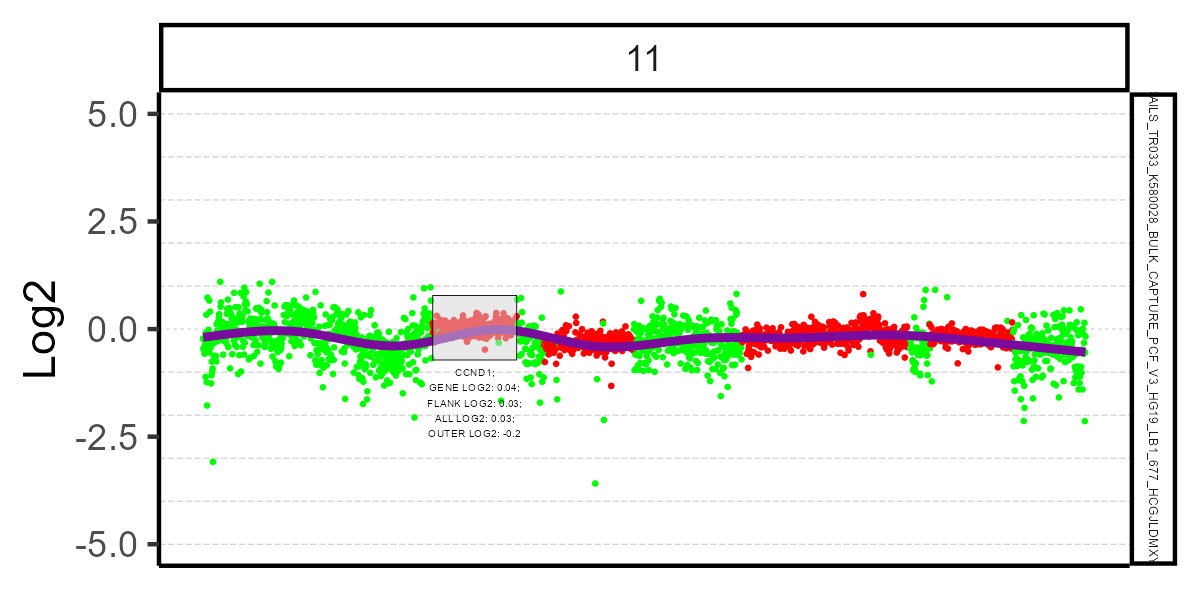 11
Log2
5.0
2.5
0.0
-2.5
-5.0
CCND1;
GENE LOG2: 0.04;
FLANK LOG2: 0.03;
ALL LOG2: 0.03;
OUTER LOG2: -0.2
AILS_TR033_K580028_BULK_CAPTURE_PCF_V3_HG19_LB1_677_HCGJLDMXY